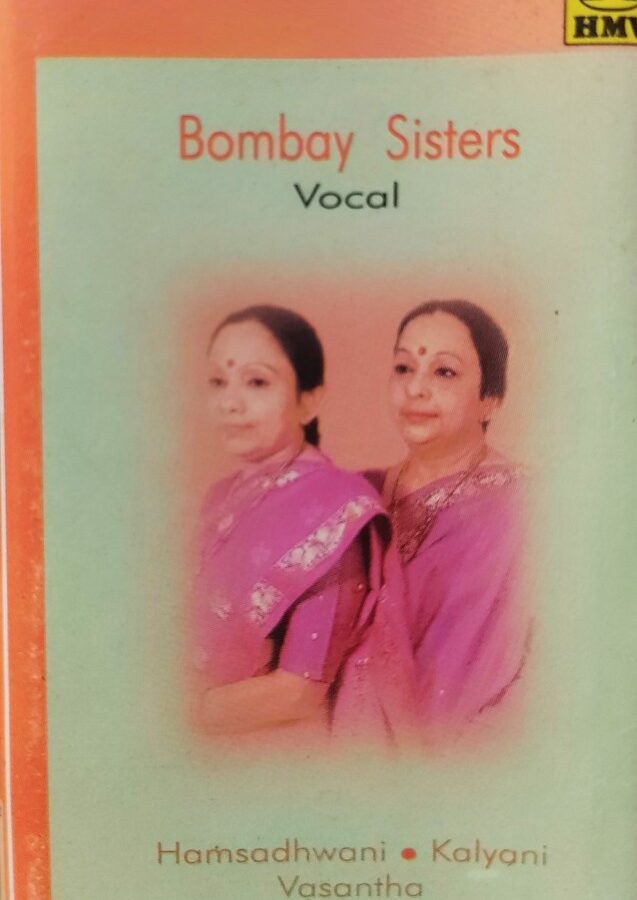 HMV
Bombay Sisters
Vocal
Hamsadhwani • Kalyani
Vasantha